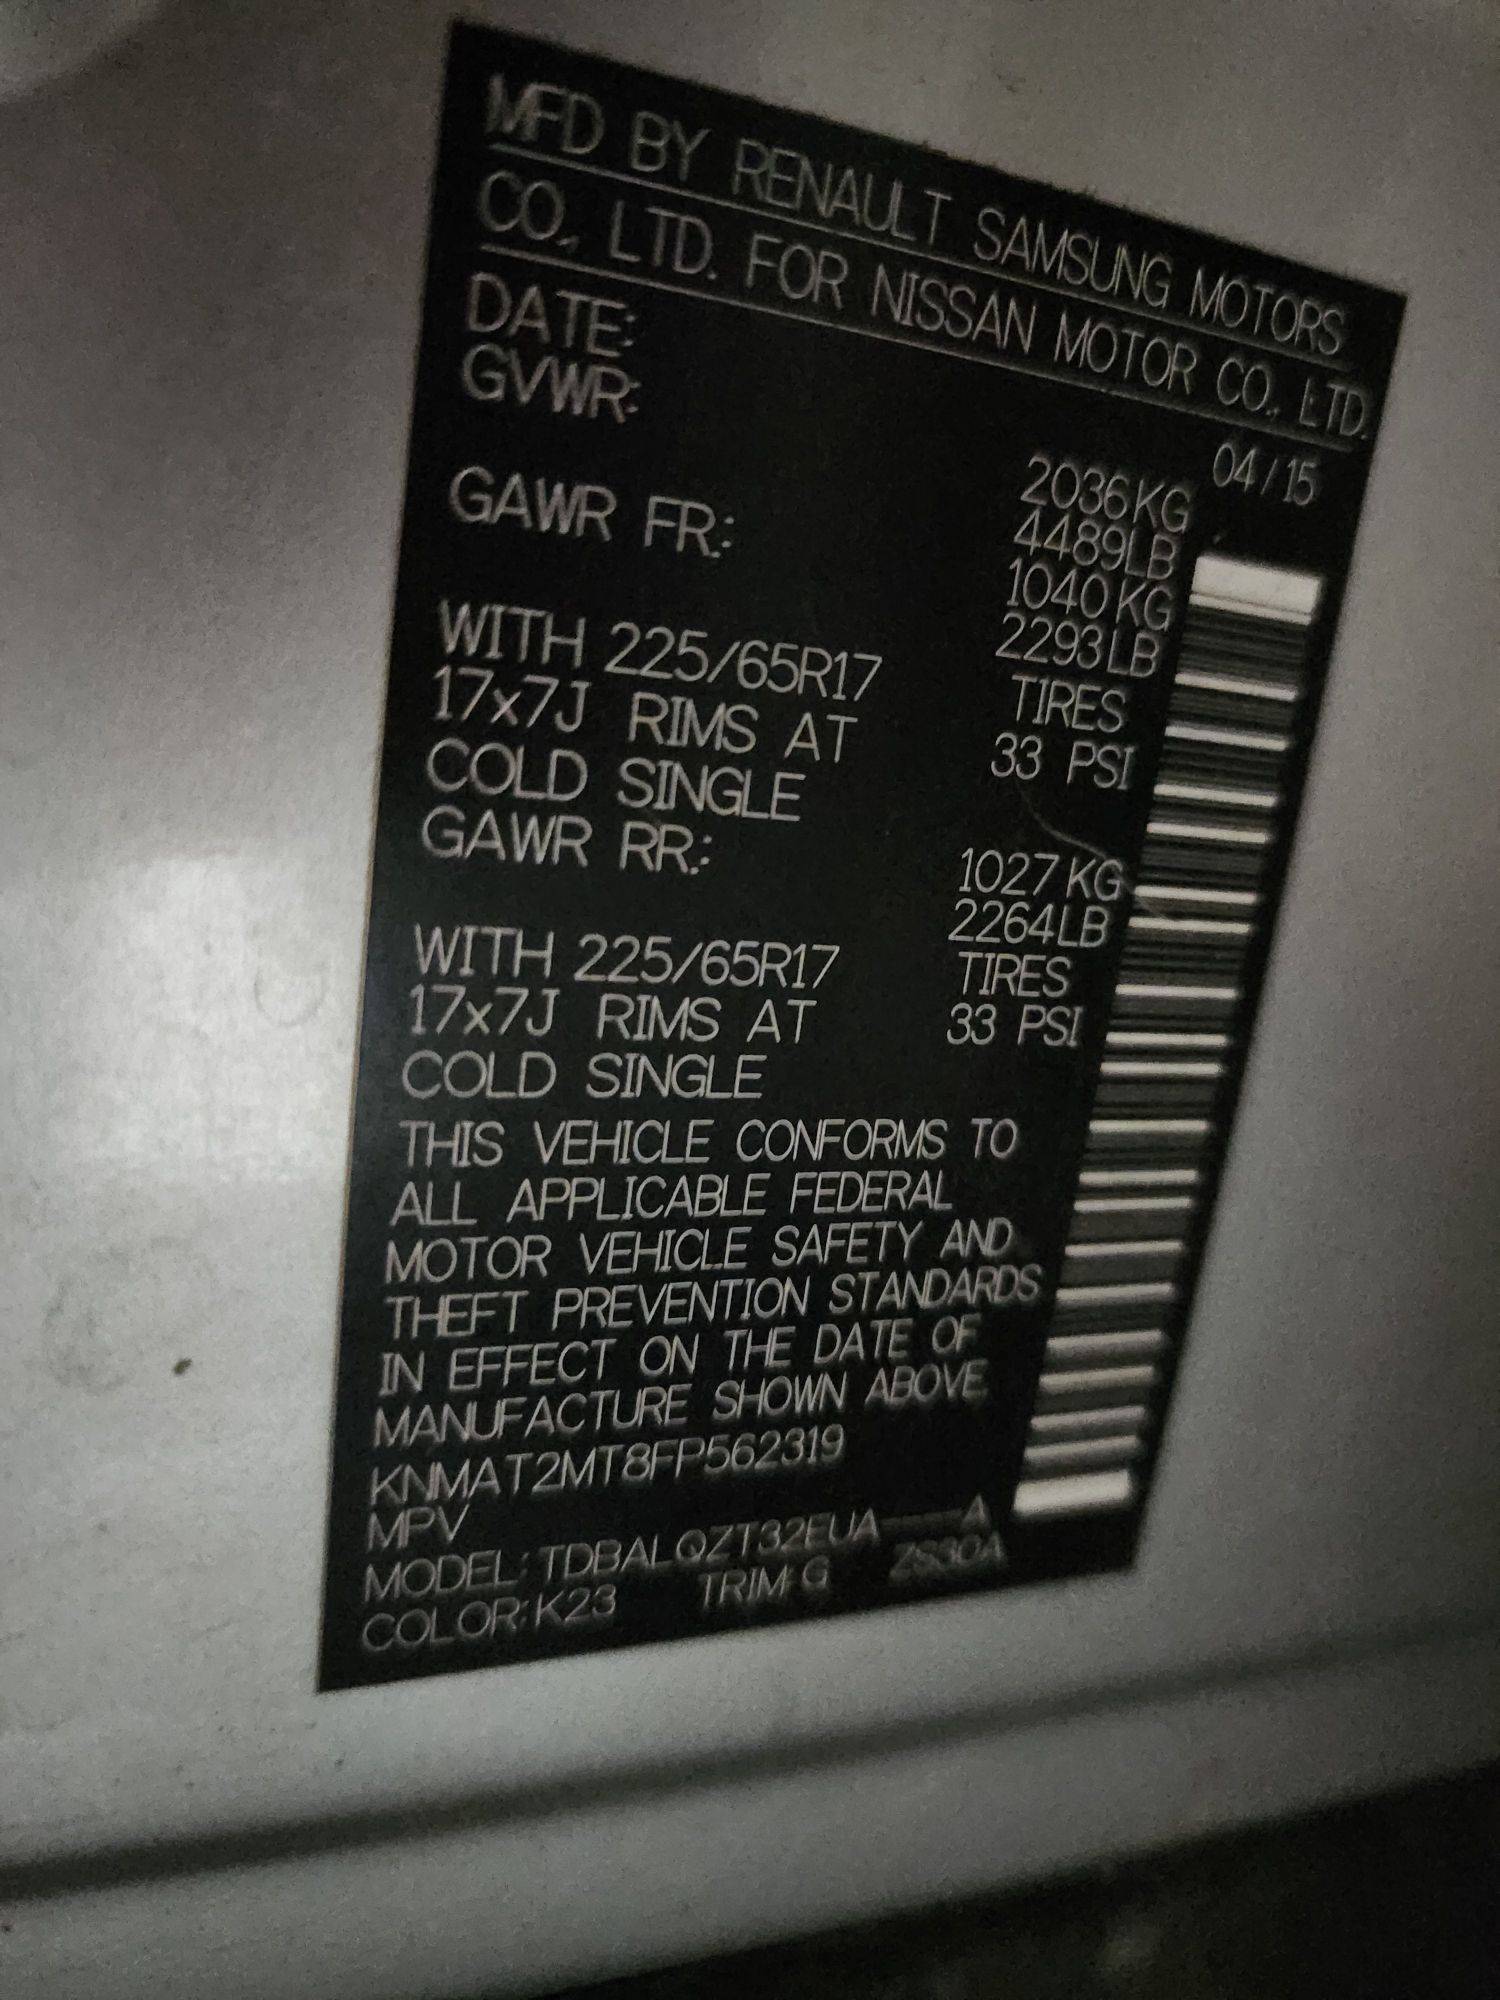 MFD BY RENAULT SAMSUNG MOTORS
CO., LTD. FOR NISSAN MOTOR CO., LTD.
DATE: 04/15
GVWR: 2036KG
4489LB
GAWR FR.: 1040KG
2293LB
WITH 225/65R17 TIRES
17x7J RIMS AT 33 PSI
COLD SINGLE
GAWR RR.: 1027KG
2264LB
WITH 225/65R17 TIRES
17x7J RIMS AT 33 PSI
COLD SINGLE
THIS VEHICLE CONFORMS TO
ALL APPLICABLE FEDERAL
MOTOR VEHICLE SAFETY AND
THEFT PREVENTION STANDARDS
IN EFFECT ON THE DATE OF
MANUFACTURE SHOWN ABOVE
KNMAT2MT8FP562319
MPV
MODEL: TDBALQZT32EUA----A
COLOR: K23 TRIM: G ZS30A